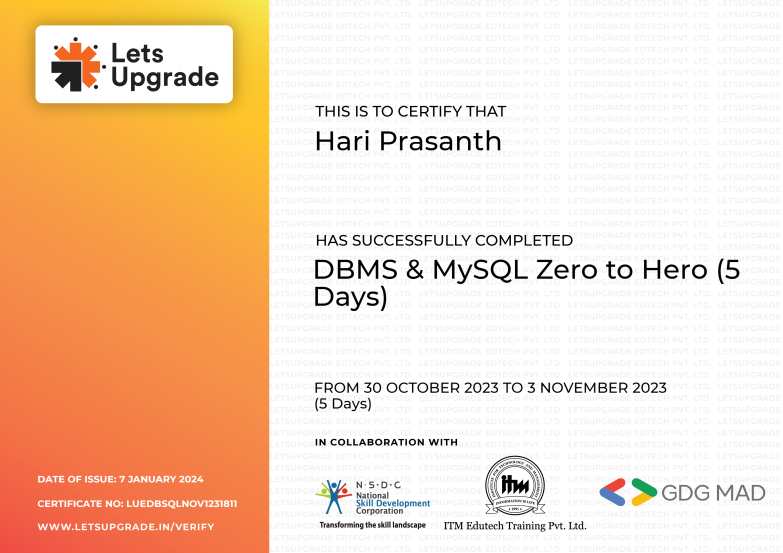 Lets
Upgrade
THIS IS TO CERTIFY THAT
Hari Prasanth
HAS SUCCESSFULLY COMPLETED
DBMS & MySQL Zero to Hero (5
Days)
FROM 30 OCTOBER 2023 TO 3 NOVEMBER 2023
(5 Days)
IN COLLABORATION WITH
DATE OF ISSUE: 7 JANUARY 2024
CERTIFICATE NO: LUEDBSQLNOV1231811
WWW.LETSUPGRADE.IN/VERIFY
N·S·D·C
National
Skill Development
Corporation
Transforming the skill landscape
itm
ITM Edutech Training Pvt. Ltd.
GDG MAD